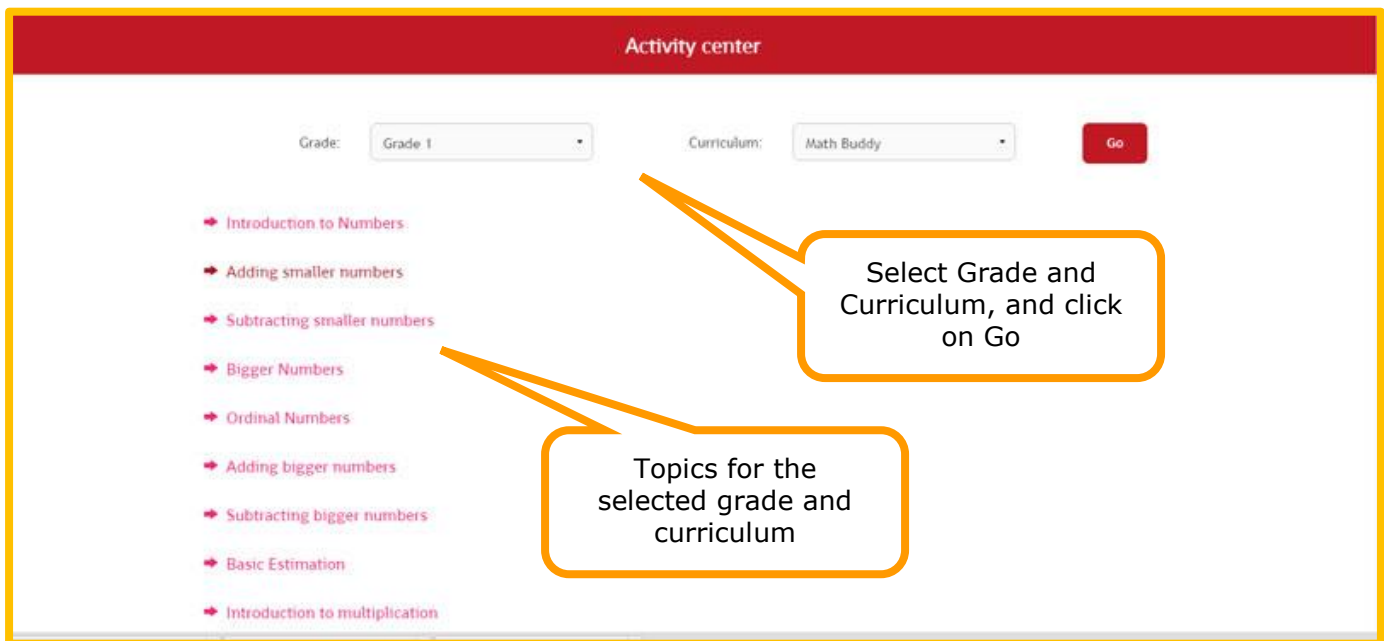 Activity center
Grade: Grade 1 Curriculum: Math Buddy Go
Introduction to Numbers
Adding smaller numbers
Subtracting smaller numbers
Bigger Numbers
Ordinal Numbers
Adding bigger numbers
Subtracting bigger numbers
Basic Estimation
Introduction to multiplication
Select Grade and
Curriculum, and click
on Go
Topics for the
selected grade and
curriculum